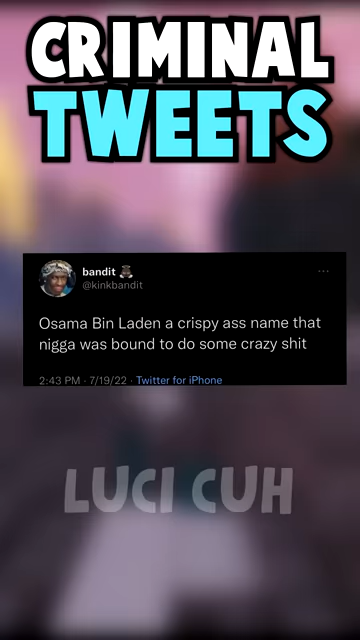 CRIMINAL
TWEETS
bandit
@kinkbandit
Osama Bin Laden a crispy ass name that
nigga was bound to do some crazy shit
2:43 PM · 7/19/22 · Twitter for iPhone
LUCI CUH